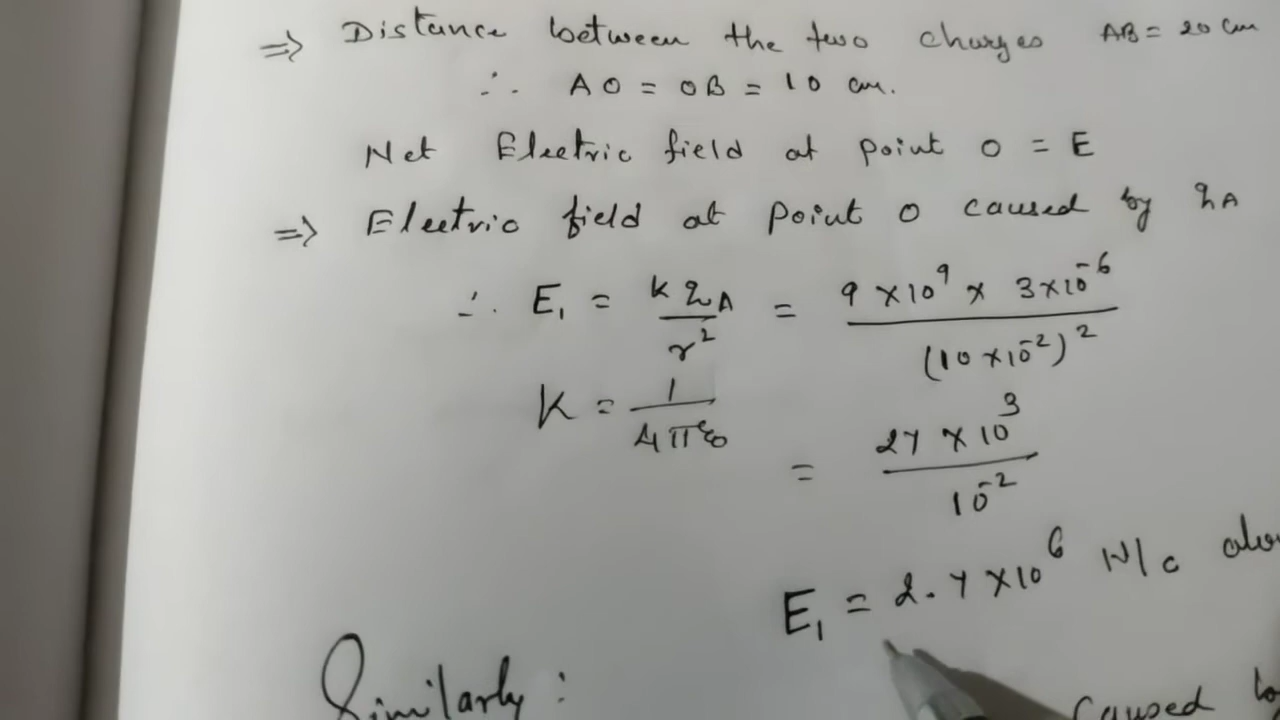 ⇒ Distance between the two charges AB = 20 cm
∴ AO = OB = 10 cm.
Net Electric field at point O = E
⇒ Electric field at point O caused by qA
∴ E₁ = k qA / r² = 9 × 10⁹ × 3 × 10⁻⁶ / (10 × 10⁻²)²
K = 1 / 4πε₀
= 27 × 10³ / 10⁻²
E₁ = 2.7 × 10⁶ N/C
Similarly :
Caused